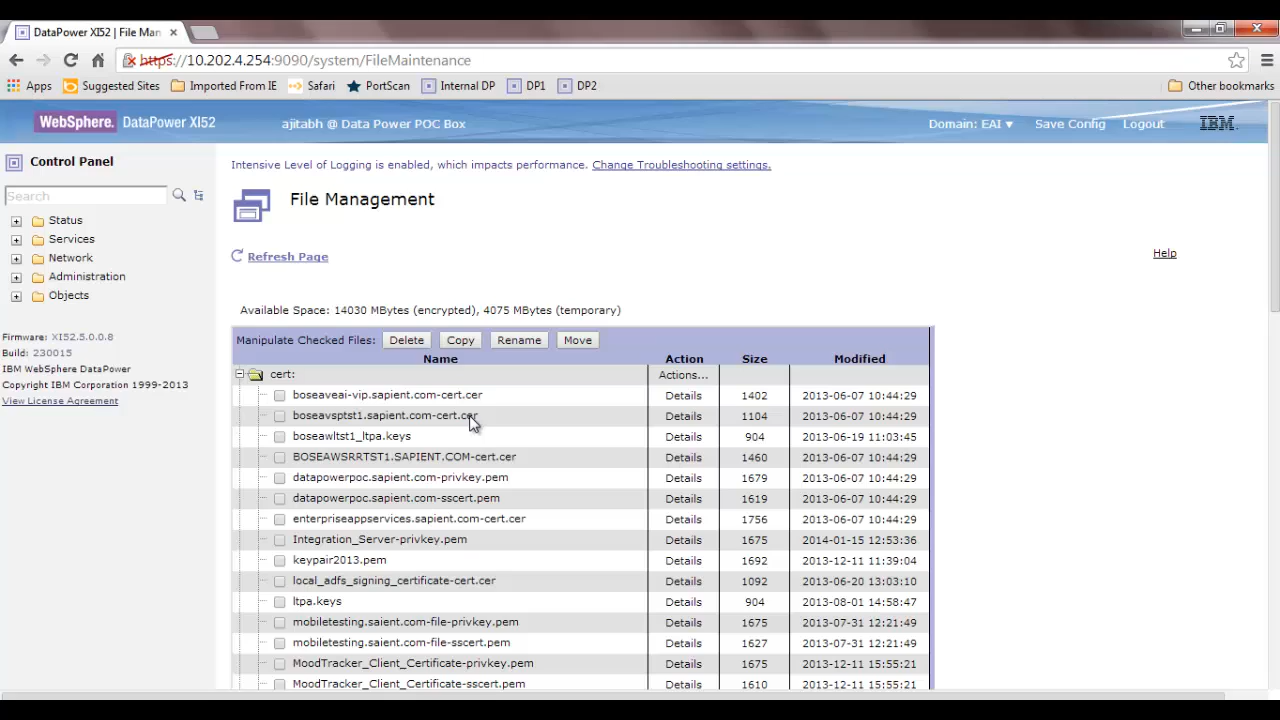 DataPower XI52 | File Man
https://10.202.4.254:9090/system/FileMaintenance
Apps Suggested Sites Imported From IE Safari PortScan Internal DP DP1 DP2 Other bookmarks
WebSphere. DataPower XI52 ajitabh @ Data Power POC Box Domain: EAI Save Config Logout IBM.
Control Panel
Search
Status
Services
Network
Administration
Objects
Firmware: XI52.5.0.0.8
Build: 230015
IBM WebSphere DataPower
Copyright IBM Corporation 1999-2013
View License Agreement
Intensive Level of Logging is enabled, which impacts performance. Change Troubleshooting settings.
File Management
Help
Refresh Page
Available Space: 14030 MBytes (encrypted), 4075 MBytes (temporary)
Manipulate Checked Files: Delete Copy Rename Move
Name Action Size Modified
cert: Actions...
boseaveai-vip.sapient.com-cert.cer Details 1402 2013-06-07 10:44:29
boseavsptst1.sapient.com-cert.cer Details 1104 2013-06-07 10:44:29
boseawltst1_ltpa.keys Details 904 2013-06-19 11:03:45
BOSEAWSRRTST1.SAPIENT.COM-cert.cer Details 1460 2013-06-07 10:44:29
datapowerpoc.sapient.com-privkey.pem Details 1679 2013-06-07 10:44:29
datapowerpoc.sapient.com-sscert.pem Details 1619 2013-06-07 10:44:29
enterpriseappservices.sapient.com-cert.cer Details 1756 2013-06-07 10:44:29
Integration_Server-privkey.pem Details 1675 2014-01-15 12:53:36
keypair2013.pem Details 1692 2013-12-11 11:39:04
local_adfs_signing_certificate-cert.cer Details 1092 2013-06-20 13:03:10
ltpa.keys Details 904 2013-08-01 14:58:47
mobiletesting.saient.com-file-privkey.pem Details 1675 2013-07-31 12:21:49
mobiletesting.saient.com-file-sscert.pem Details 1627 2013-07-31 12:21:49
MoodTracker_Client_Certificate-privkey.pem Details 1675 2013-12-11 15:55:21
MoodTracker_Client_Certificate-sscert.pem Details 1610 2013-12-11 15:55:21